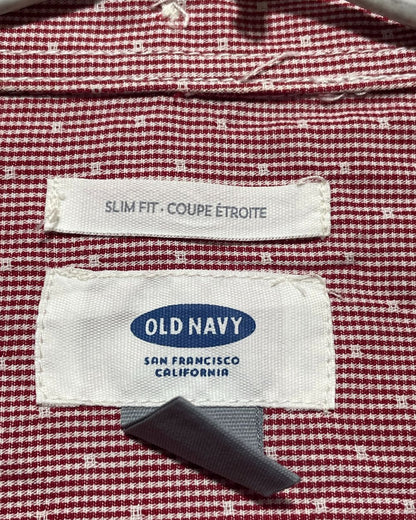 SLIM FIT • COUPE ÉTROITE
OLD NAVY
SAN FRANCISCO
CALIFORNIA